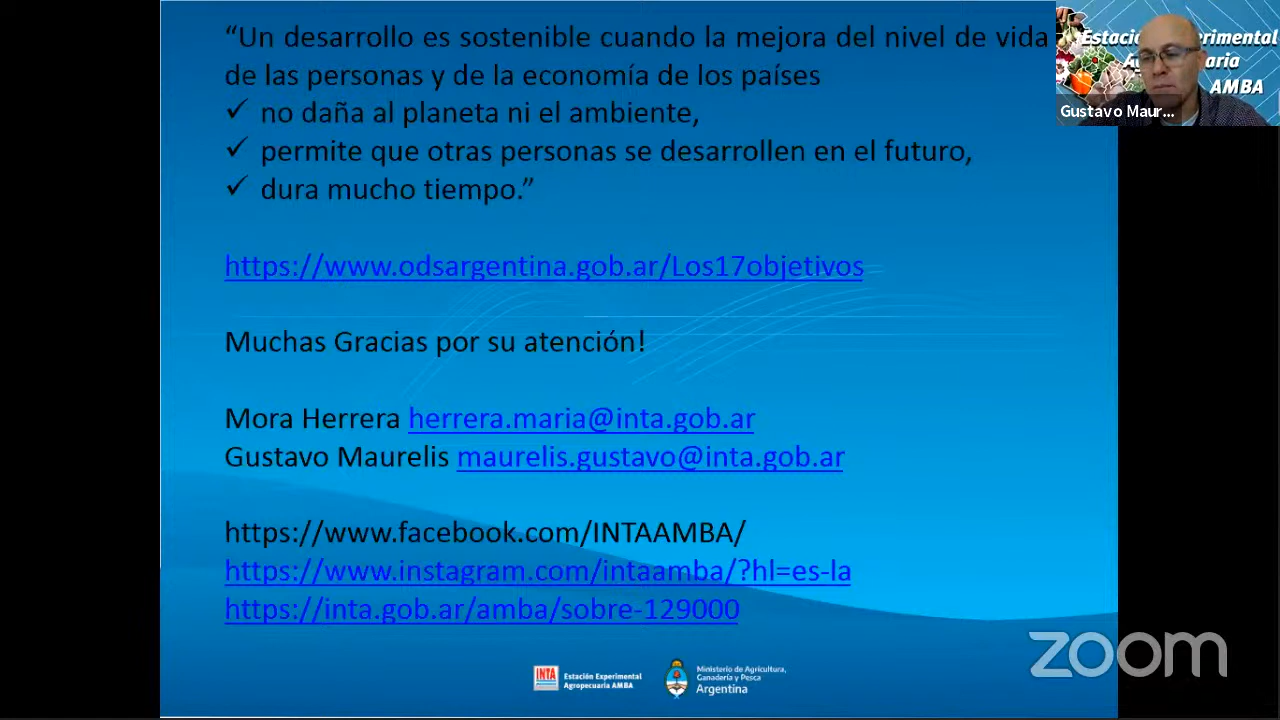 “Un desarrollo es sostenible cuando la mejora del nivel de vida
de las personas y de la economía de los países
✓ no daña al planeta ni el ambiente,
✓ permite que otras personas se desarrollen en el futuro,
✓ dura mucho tiempo.”
https://www.odsargentina.gob.ar/Los17objetivos
Muchas Gracias por su atención!
Mora Herrera herrera.maria@inta.gob.ar
Gustavo Maurelis maurelis.gustavo@inta.gob.ar
https://www.facebook.com/INTAAMBA/
https://www.instagram.com/intaamba/?hl=es-la
https://inta.gob.ar/amba/sobre-129000
INTA
Estación Experimental
Agropecuaria AMBA
Ministerio de Agricultura,
Ganadería y Pesca
Argentina
AMBA
Gustavo Maur...
zoom